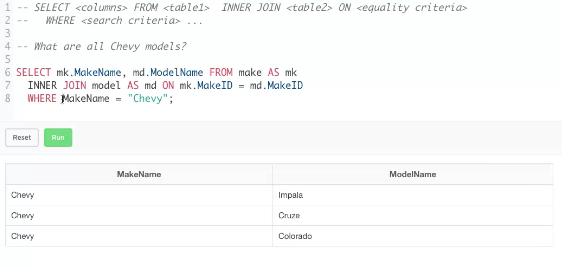 1 -- SELECT <columns> FROM <table1>  INNER JOIN <table2> ON <equality criteria>
2 --   WHERE <search criteria> ...
3
4 -- What are all Chevy models?
5
6 SELECT mk.MakeName, md.ModelName FROM make AS mk
7   INNER JOIN model AS md ON mk.MakeID = md.MakeID
8   WHERE MakeName = "Chevy";
Reset Run
MakeName ModelName
Chevy Impala
Chevy Cruze
Chevy Colorado